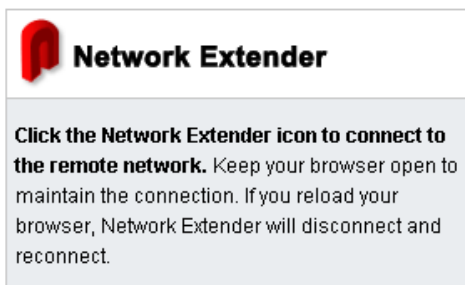 Network Extender
Click the Network Extender icon to connect to
the remote network. Keep your browser open to
maintain the connection. If you reload your
browser, Network Extender will disconnect and
reconnect.